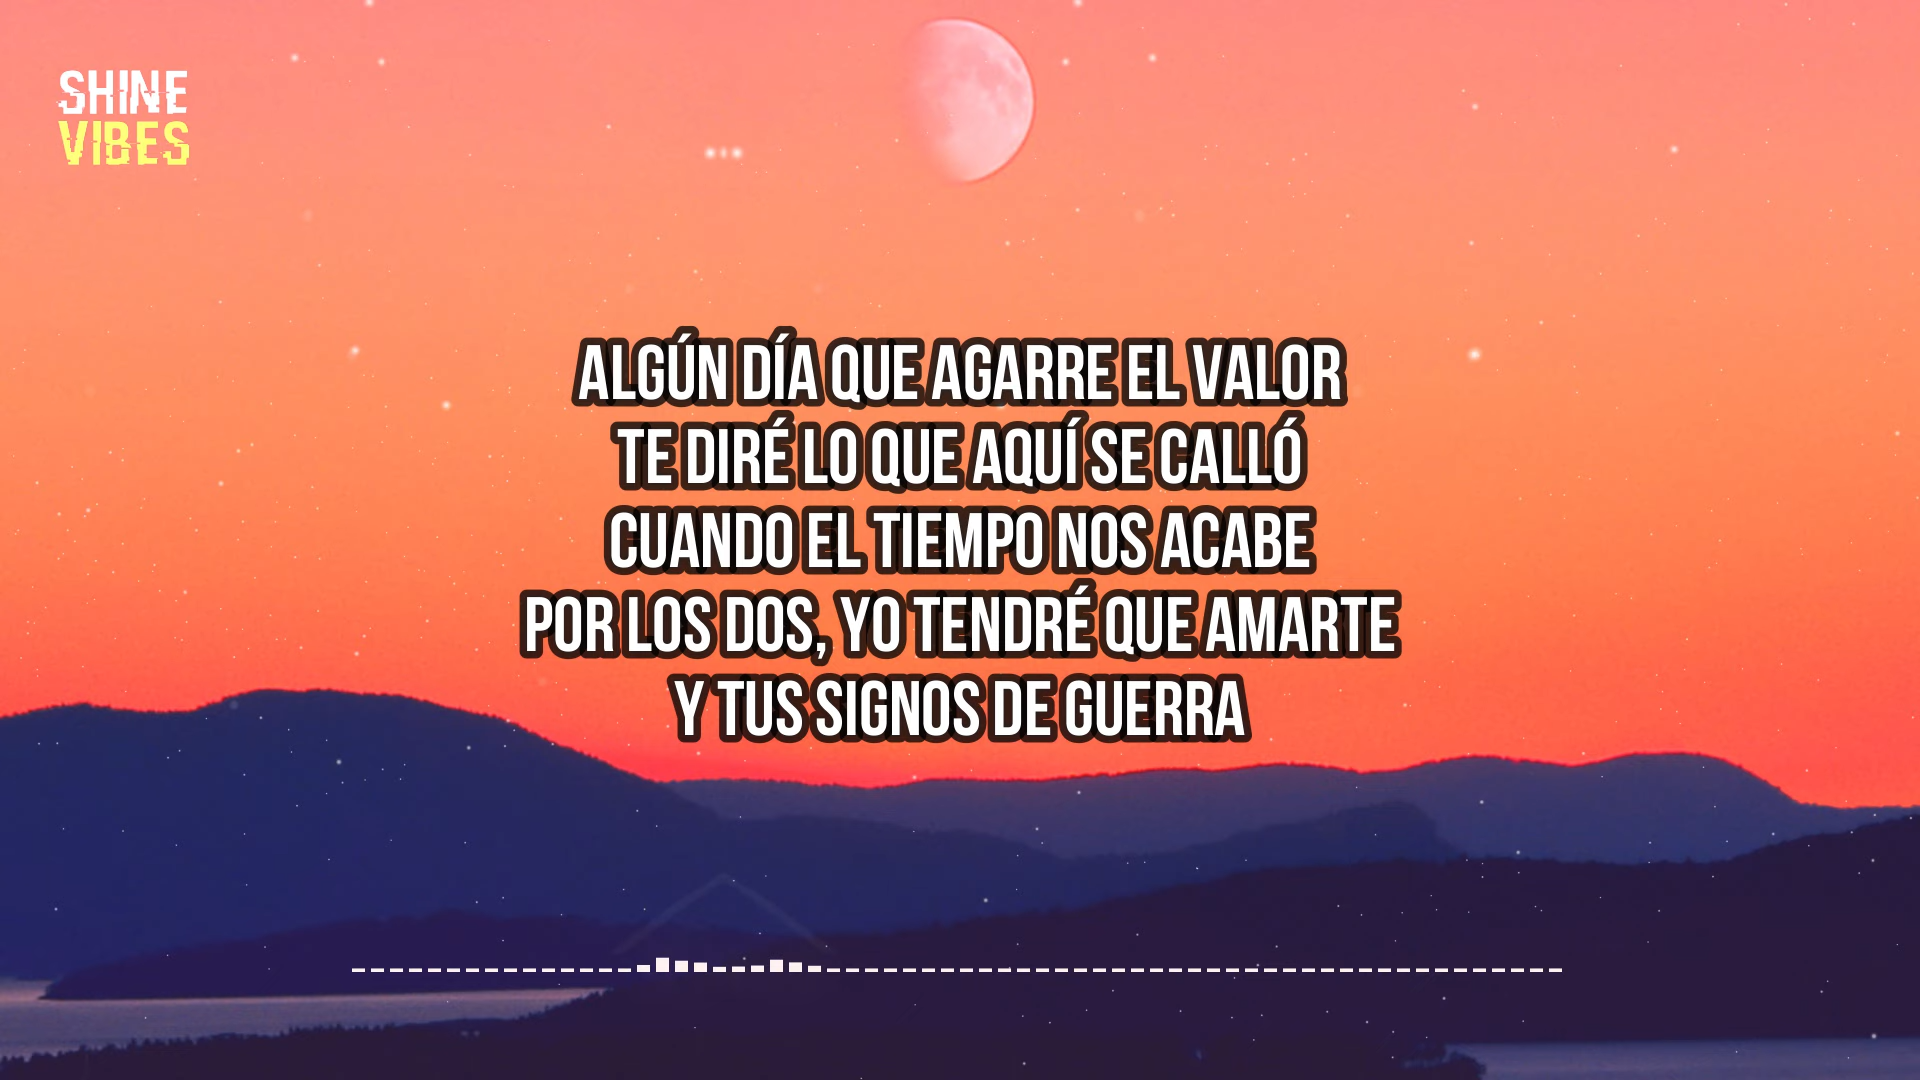 SHINE
VIBES
ALGÚN DÍA QUE AGARRE EL VALOR
TE DIRÉ LO QUE AQUÍ SE CALLÓ
CUANDO EL TIEMPO NOS ACABE
POR LOS DOS, YO TENDRÉ QUE AMARTE
Y TUS SIGNOS DE GUERRA